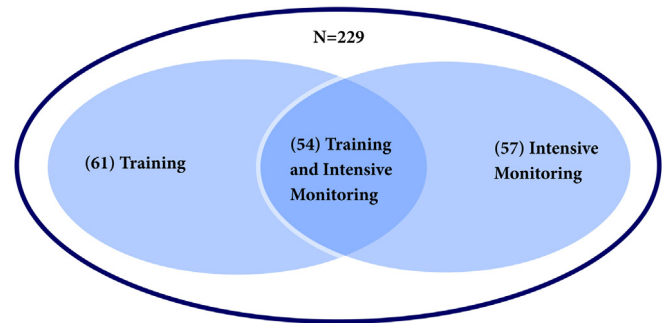 N=229
(61) Training
(54) Training
and Intensive
Monitoring
(57) Intensive
Monitoring